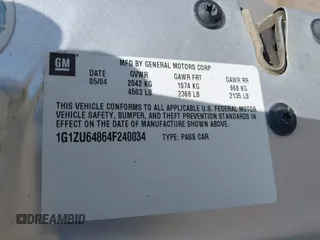 GM
MFD BY GENERAL MOTORS CORP
DATE GVWR GAWR FRT GAWR RR
05/04 2042 KG 1074 KG 968 KG
4503 LB 2368 LB 2135 LB
THIS VEHICLE CONFORMS TO ALL APPLICABLE U.S. FEDERAL MOTOR
VEHICLE SAFETY, BUMPER, AND THEFT PREVENTION STANDARDS
IN EFFECT ON THE DATE OF MANUFACTURE SHOWN ABOVE.
1G1ZU64864F240034 TYPE: PASS CAR
DREAMBID